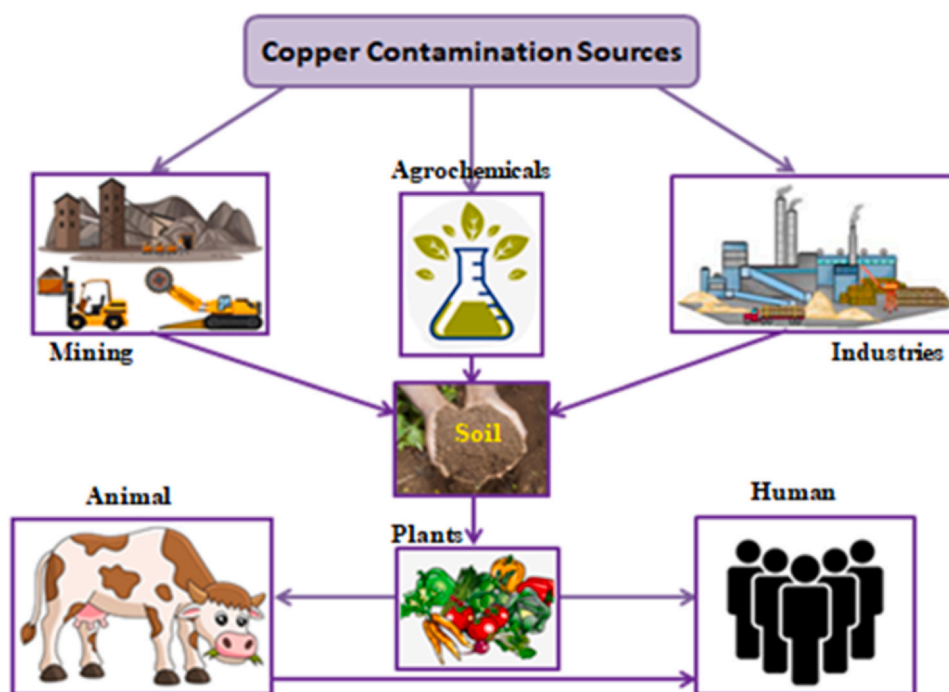 Copper Contamination Sources
Agrochemicals
Mining
Industries
Soil
Animal
Human
Plants